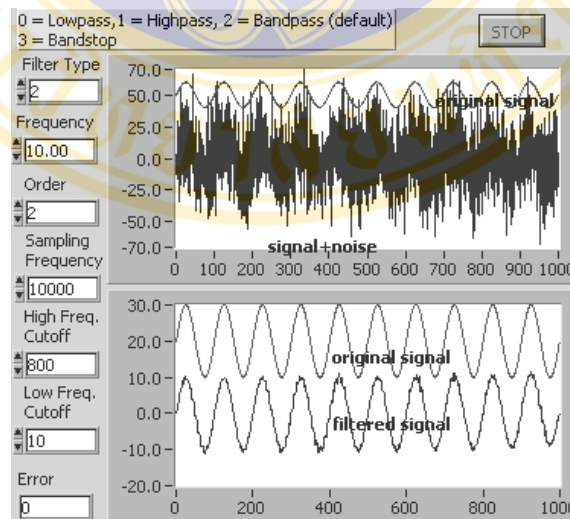 0 = Lowpass,1 = Highpass, 2 = Bandpass (default)
3 = Bandstop
STOP
Filter Type
2
Frequency
10.00
Order
2
Sampling
Frequency
10000
High Freq.
Cutoff
800
Low Freq.
Cutoff
10
Error
0
70.0
50.0
25.0
0.0
-25.0
-50.0
-70.0
original signal
signal+noise
0 100 200 300 400 500 600 700 800 900 1000
30.0
20.0
10.0
0.0
-10.0
-20.0
original signal
filtered signal
0 200 400 600 800 1000